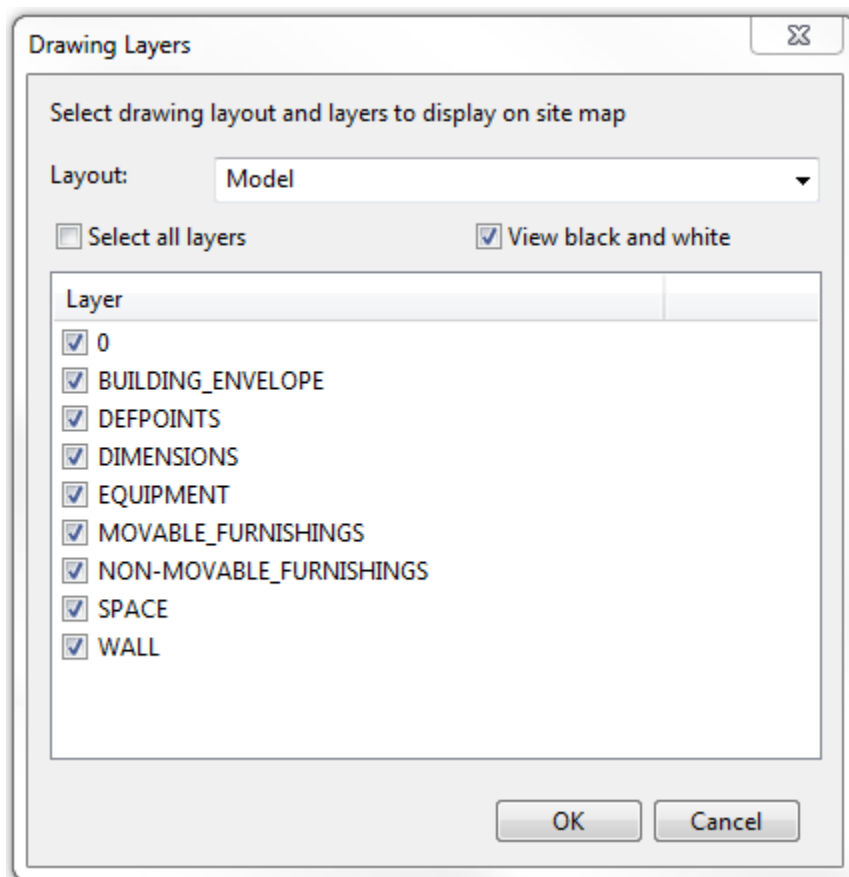 Drawing Layers
Select drawing layout and layers to display on site map
Layout: Model
Select all layers View black and white
Layer
0
BUILDING_ENVELOPE
DEFPOINTS
DIMENSIONS
EQUIPMENT
MOVABLE_FURNISHINGS
NON-MOVABLE_FURNISHINGS
SPACE
WALL
OK Cancel